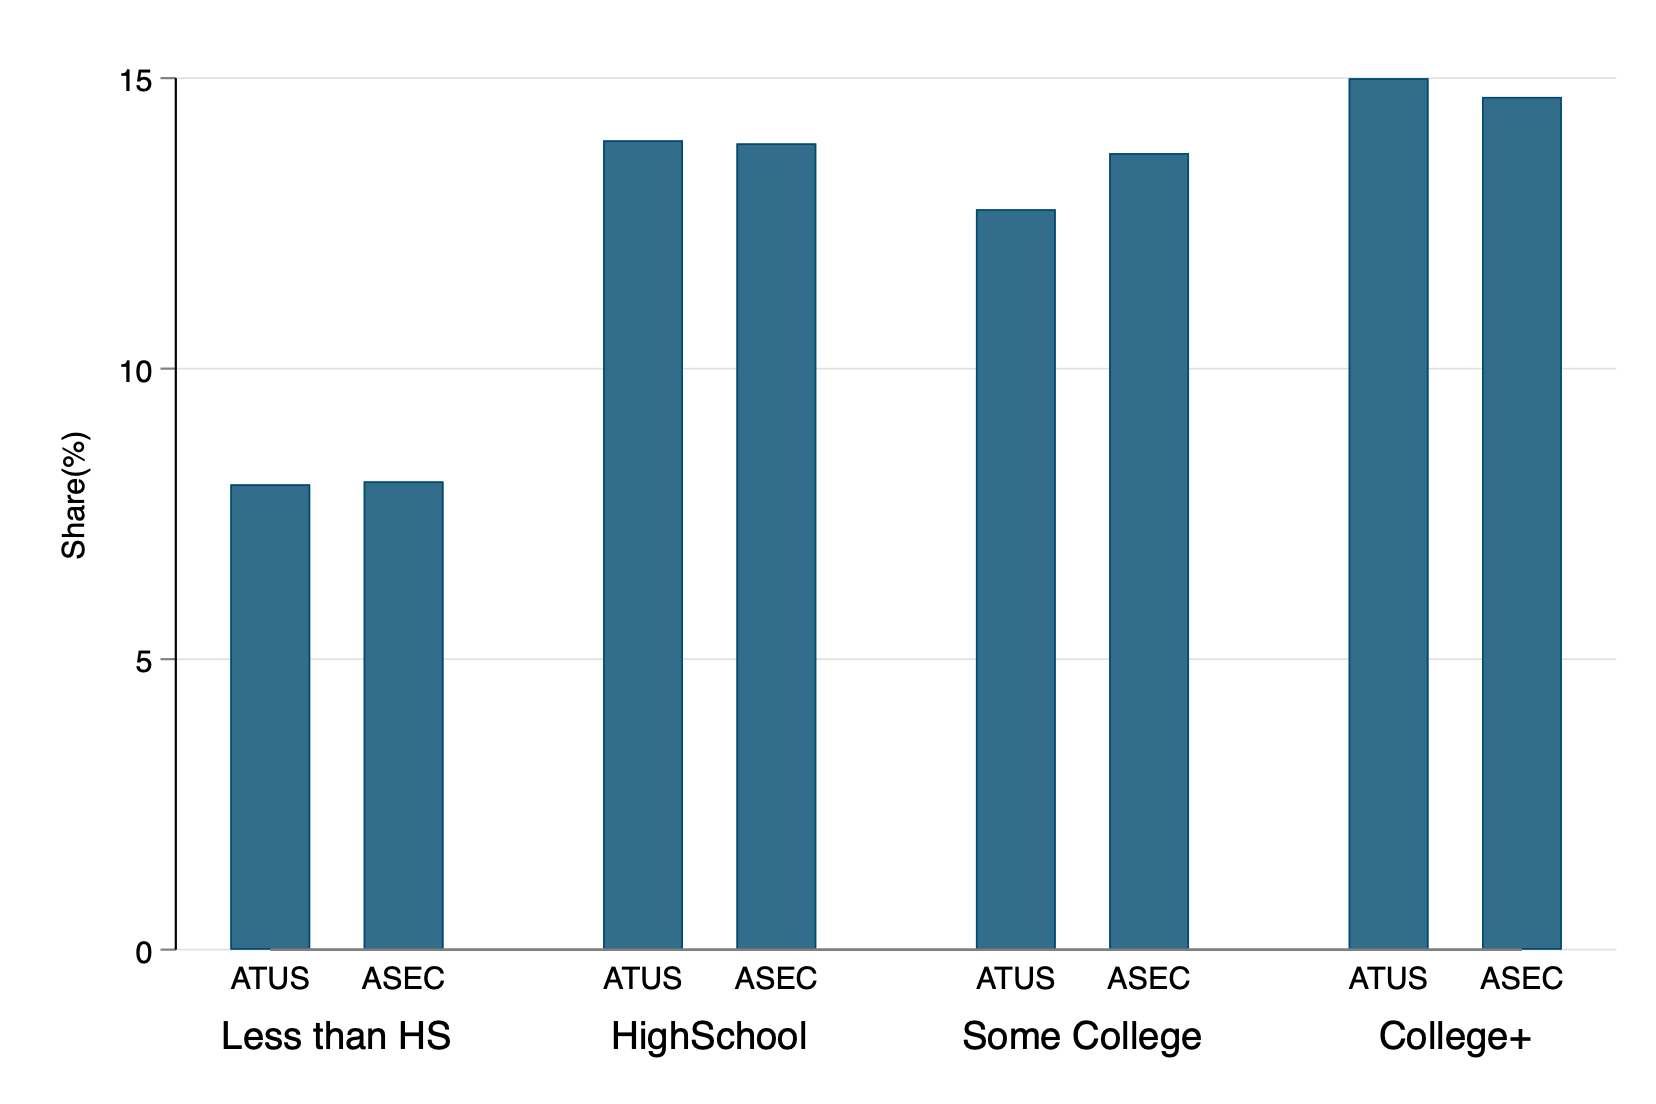 Share(%)
15
10
5
0
ATUS ASEC ATUS ASEC ATUS ASEC ATUS ASEC
Less than HS HighSchool Some College College+